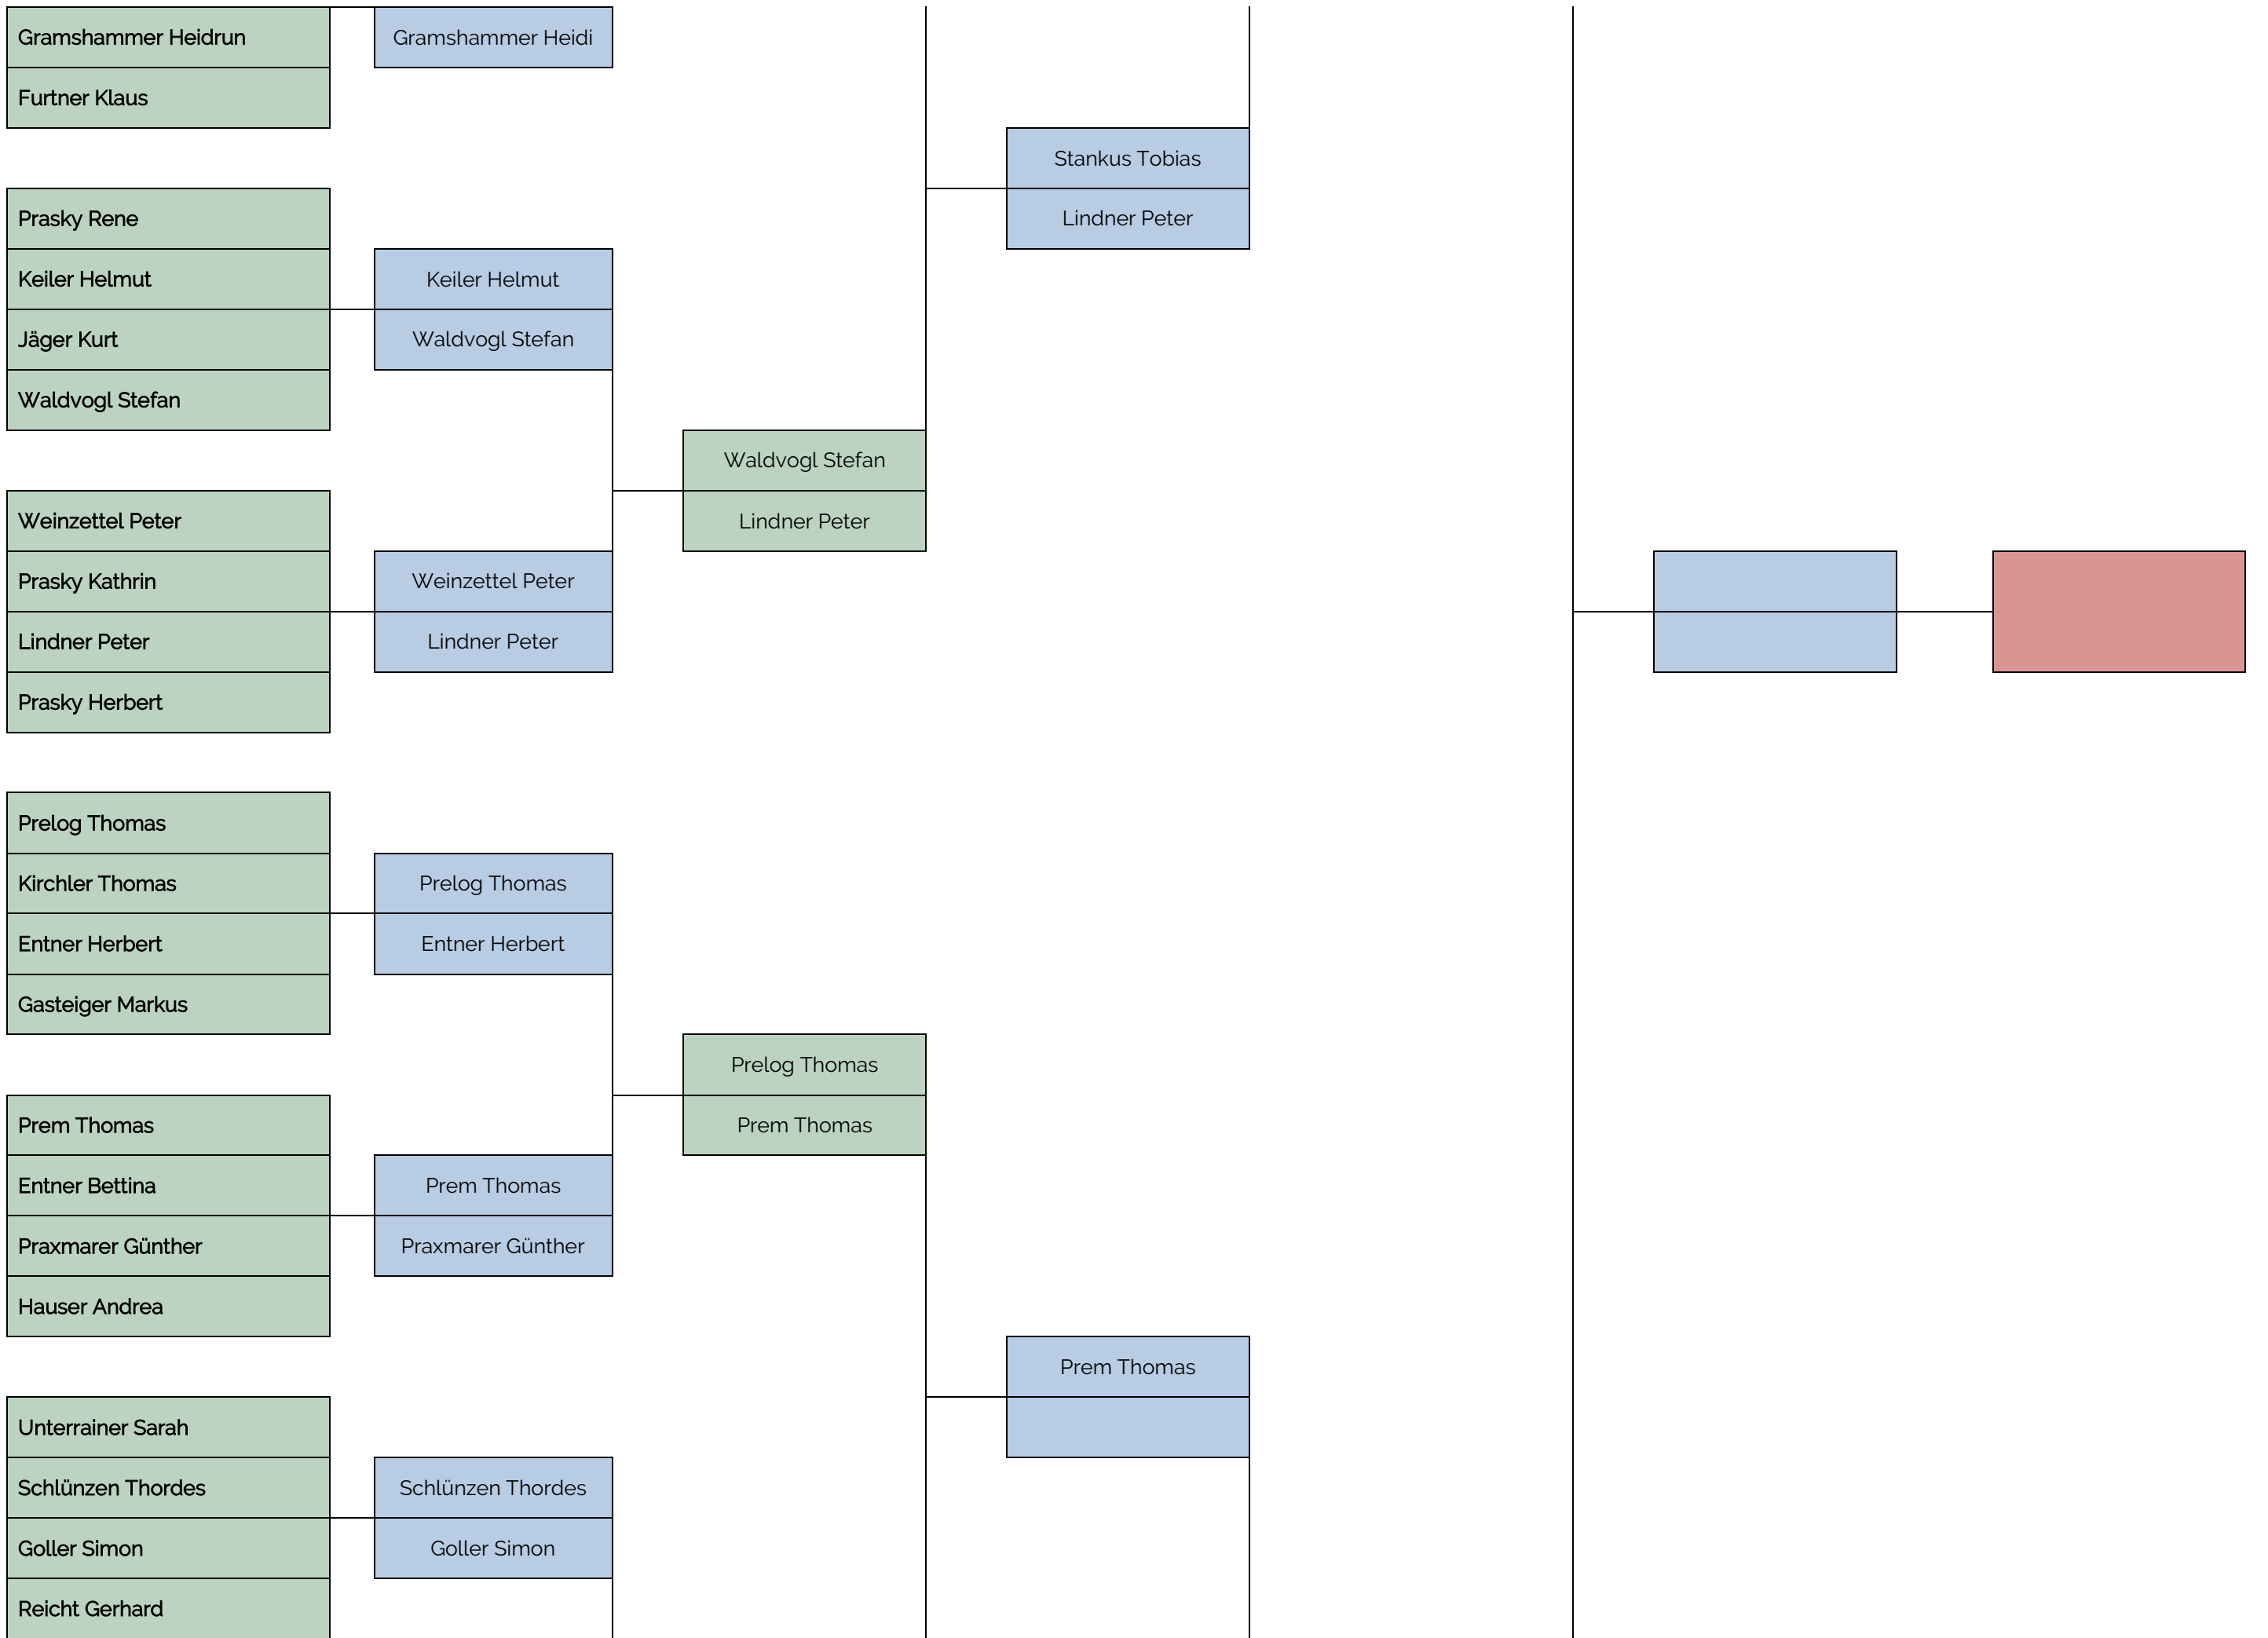 Gramshammer Heidrun
Furtner Klaus
Prasky Rene
Keiler Helmut
Jäger Kurt
Waldvogl Stefan
Weinzettel Peter
Prasky Kathrin
Lindner Peter
Prasky Herbert
Prelog Thomas
Kirchler Thomas
Entner Herbert
Gasteiger Markus
Prem Thomas
Entner Bettina
Praxmarer Günther
Hauser Andrea
Unterrainer Sarah
Schlünzen Thordes
Goller Simon
Reicht Gerhard
Gramshammer Heidi
Keiler Helmut
Waldvogl Stefan
Weinzettel Peter
Lindner Peter
Prelog Thomas
Entner Herbert
Prem Thomas
Praxmarer Günther
Schlünzen Thordes
Goller Simon
Waldvogl Stefan
Lindner Peter
Prelog Thomas
Prem Thomas
Stankus Tobias
Lindner Peter
Prem Thomas